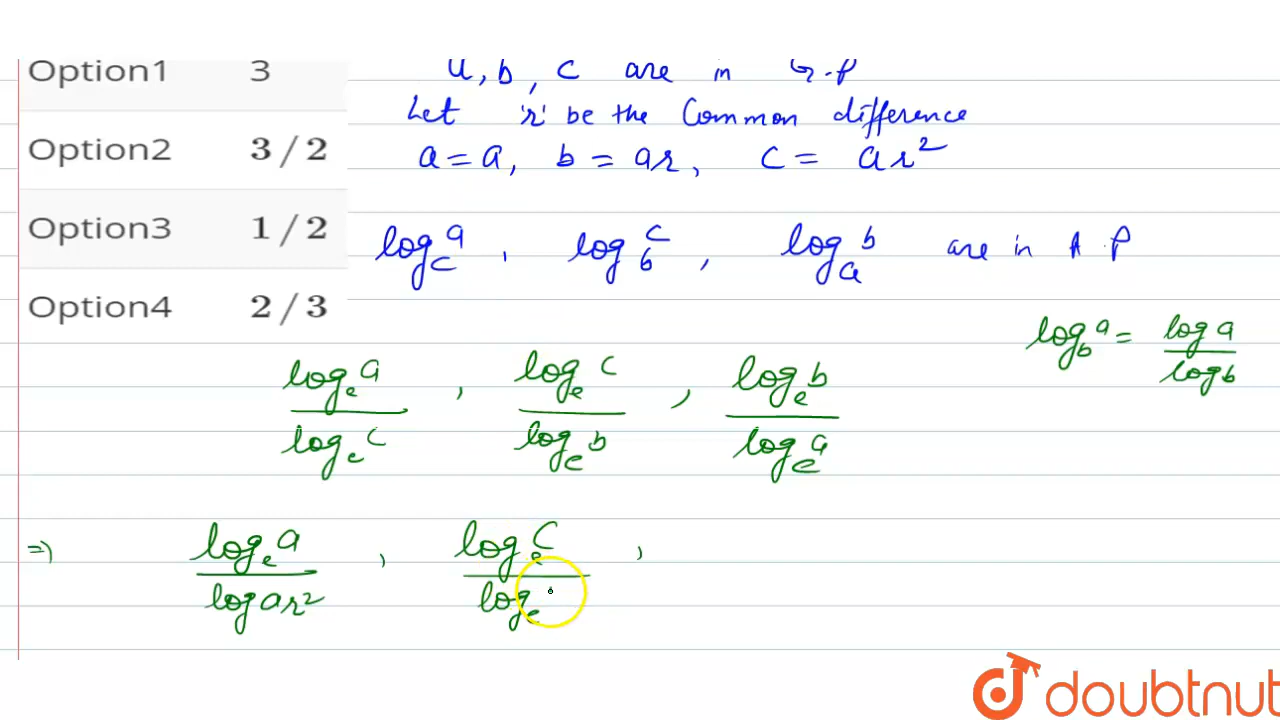 Option1 3
a, b, c are in G.P
Let 'r' be the Common difference
Option2 3 / 2
a = a, b = ar, c = ar²
Option3 1 / 2
log_c a , log_b c , log_a b are in A.P
Option4 2 / 3
log_b a = log a / log b
log_e a / log_e c , log_e c / log_e b , log_e b / log_e a
=> log_e a / log ar² , log_e c / log_e ,
doubtnut